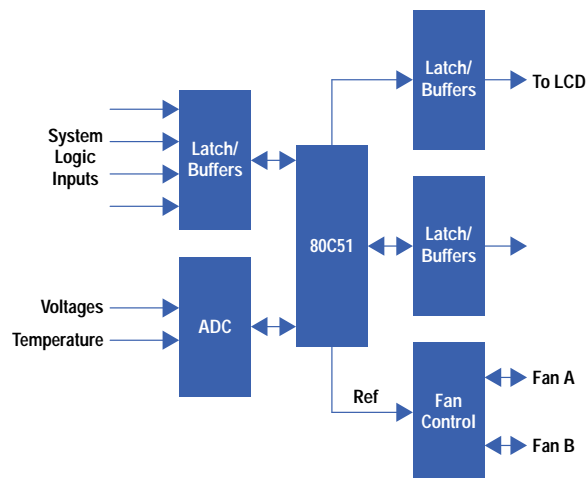 Latch/
Buffers
To LCD
System
Logic
Inputs
Latch/
Buffers
80C51
Latch/
Buffers
Voltages
Temperature
ADC
Ref
Fan
Control
Fan A
Fan B